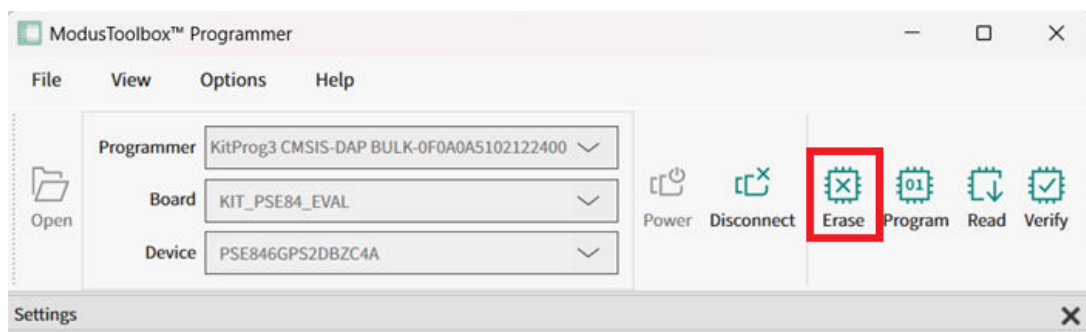 ModusToolbox™ Programmer
File View Options Help
Open
Programmer KitProg3 CMSIS-DAP BULK-0F0A0A5102122400
Board KIT_PSE84_EVAL
Device PSE846GPS2DBZC4A
Power Disconnect Erase Program Read Verify
01
Settings